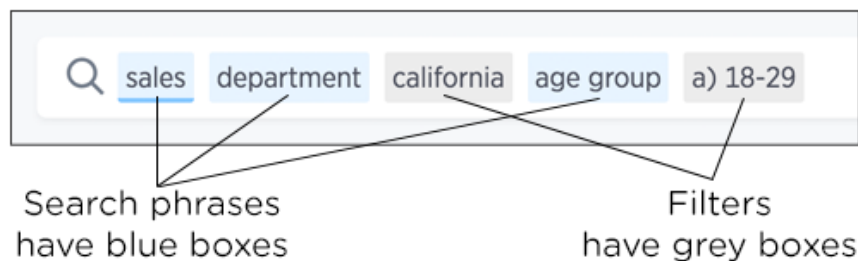 sales department california age group a) 18-29
Search phrases
have blue boxes
Filters
have grey boxes